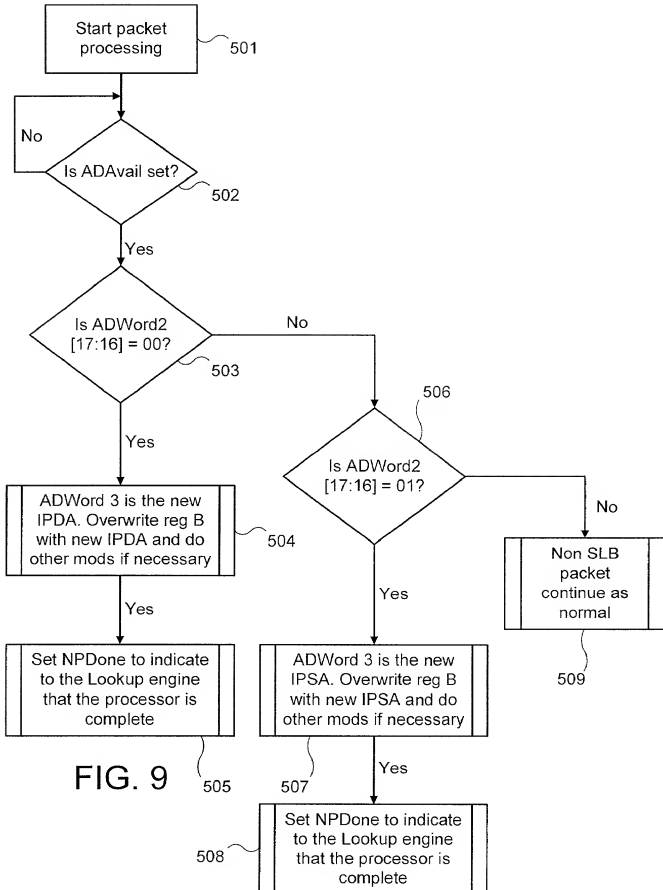 Start packet
processing
501
No
Is ADAvail set?
502
Yes
Is ADWord2
[17:16] = 00?
503
No
506
Yes
Is ADWord2
[17:16] = 01?
No
ADWord 3 is the new
IPDA. Overwrite reg B
with new IPDA and do
other mods if necessary
504
Non SLB
packet
continue as
normal
509
Yes
Yes
Set NPDone to indicate
to the Lookup engine
that the processor is
complete
505
ADWord 3 is the new
IPSA. Overwrite reg B
with new IPSA and do
other mods if necessary
507
FIG. 9
Yes
Set NPDone to indicate
to the Lookup engine
that the processor is
complete
508